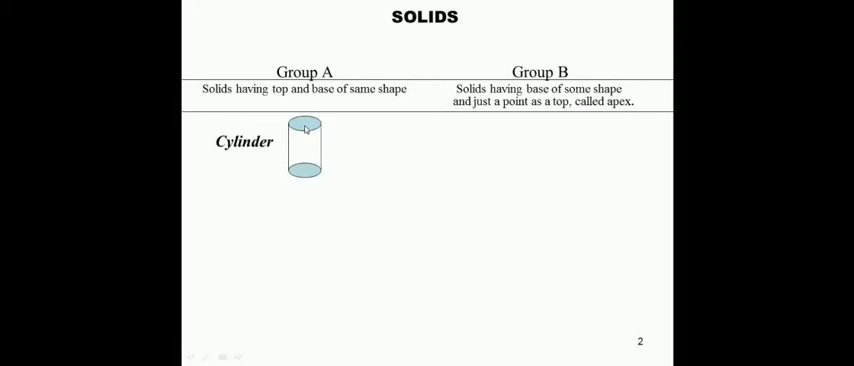 SOLIDS
Group A
Group B
Solids having top and base of same shape
Solids having base of some shape
and just a point as a top, called apex.
Cylinder
2